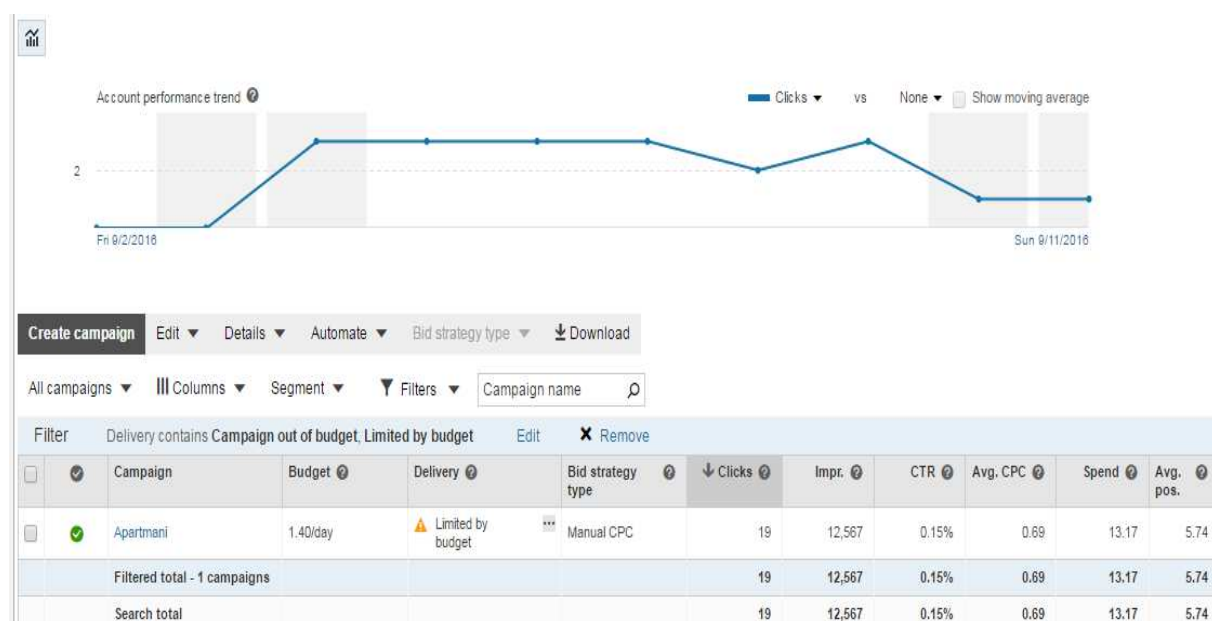 Account performance trend
Clicks vs None Show moving average
2
Fri 9/2/2016 Sun 9/11/2016
Create campaign Edit Details Automate Bid strategy type Download
All campaigns Columns Segment Filters Campaign name
Filter Delivery contains Campaign out of budget, Limited by budget Edit Remove
Campaign Budget Delivery Bid strategy type Clicks Impr. CTR Avg. CPC Spend Avg. pos.
Apartmani 1.40/day Limited by budget Manual CPC 19 12,567 0.15% 0.69 13.17 5.74
Filtered total - 1 campaigns 19 12,567 0.15% 0.69 13.17 5.74
Search total 19 12,567 0.15% 0.69 13.17 5.74